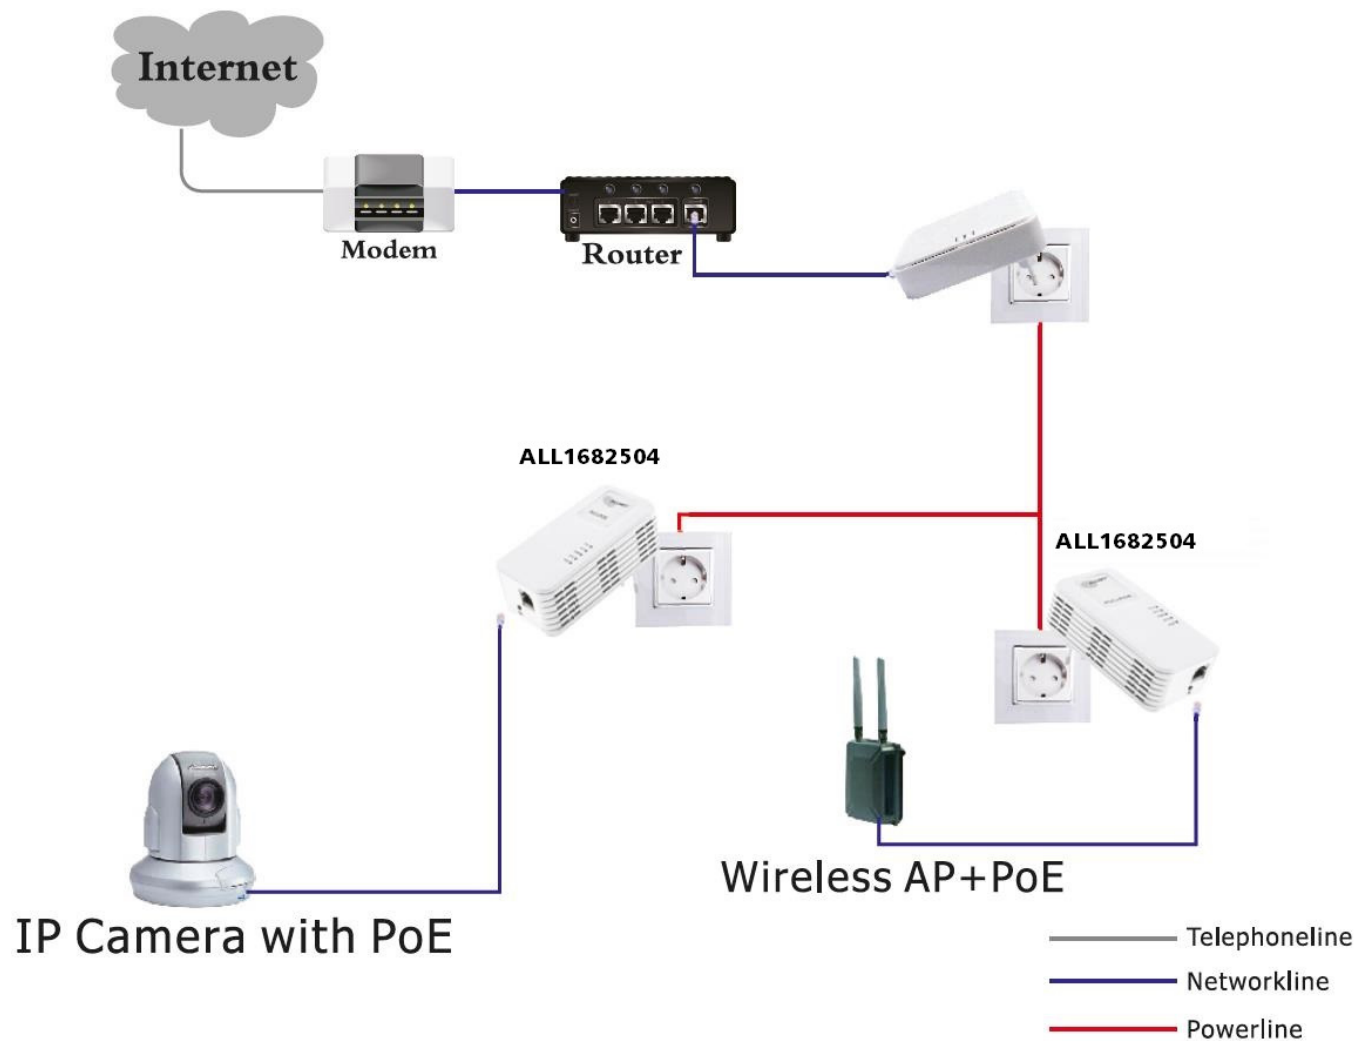 Internet
Modem
Router
ALL1682504
ALL1682504
Wireless AP+PoE
IP Camera with PoE
Telephoneline
Networkline
Powerline